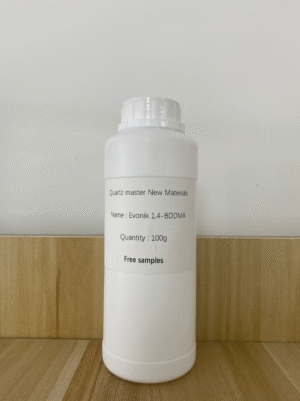 Quartz master New Materials
Name : Evonik 1,4-BDDMA
Quantity : 100g
Free samples